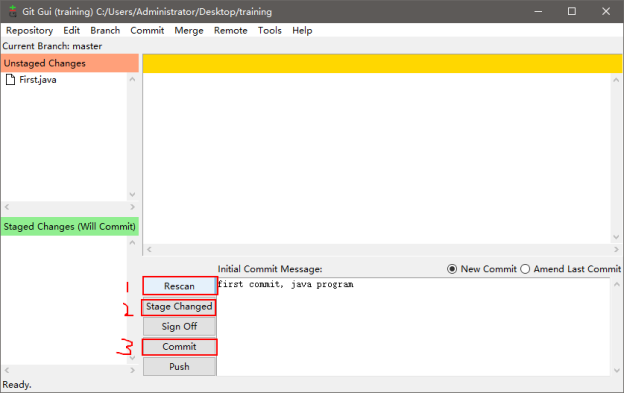 Git Gui (training) C:/Users/Administrator/Desktop/training
Repository Edit Branch Commit Merge Remote Tools Help
Current Branch: master
Unstaged Changes
First.java
Staged Changes (Will Commit)
Initial Commit Message: New Commit Amend Last Commit
1 Rescan
first commit, java program
2 Stage Changed
Sign Off
3 Commit
Push
Ready.